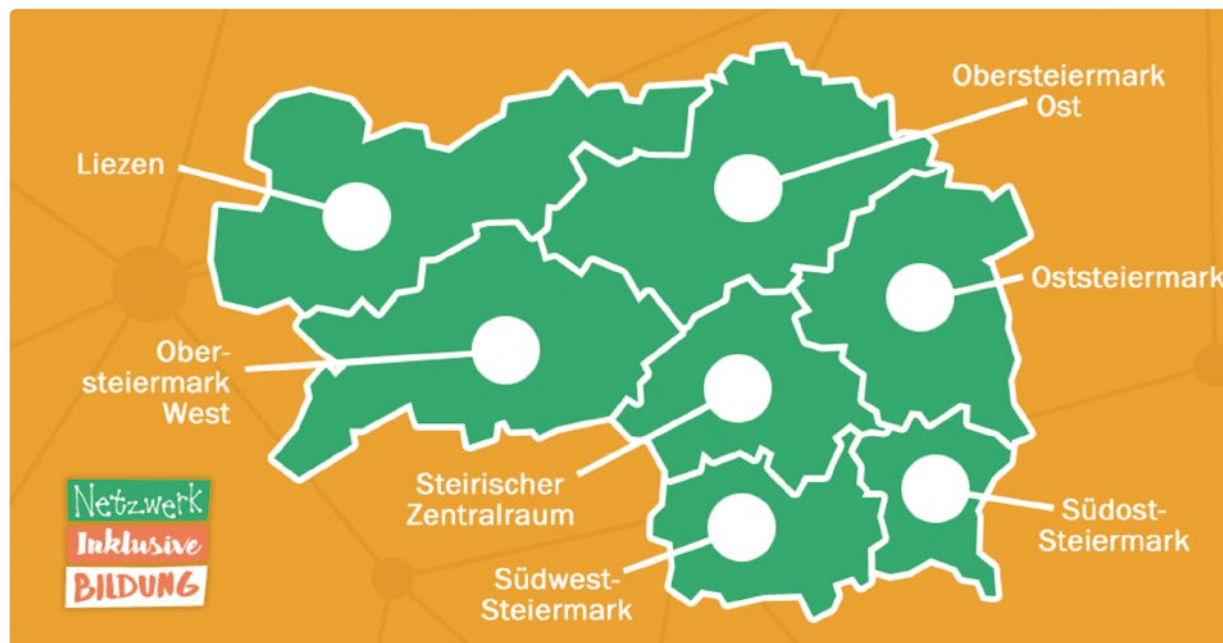 Obersteiermark
Ost
Liezen
Oststeiermark
Ober-
steiermark
West
Steirischer
Zentralraum
Südost-
Steiermark
Südwest-
Steiermark
Netzwerk
Inklusive
BILDUNG